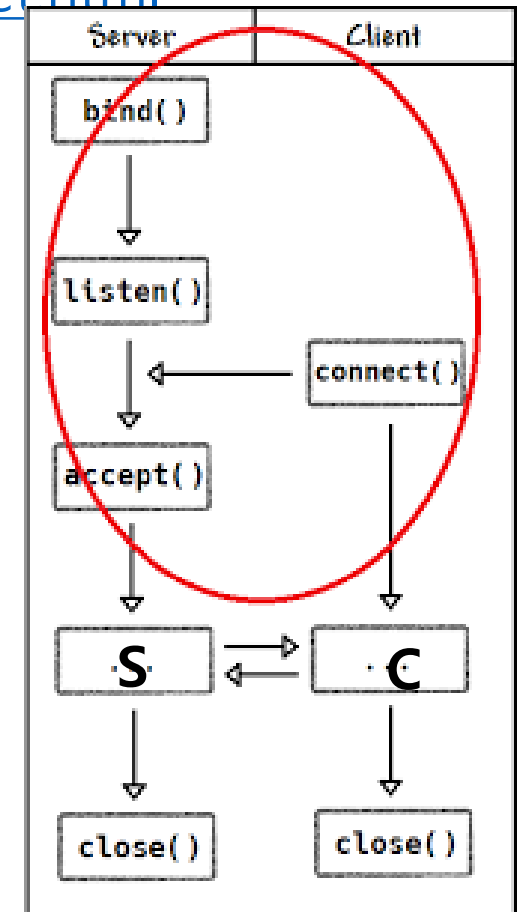 Server Client
bind()
listen()
connect()
accept()
S C
close() close()